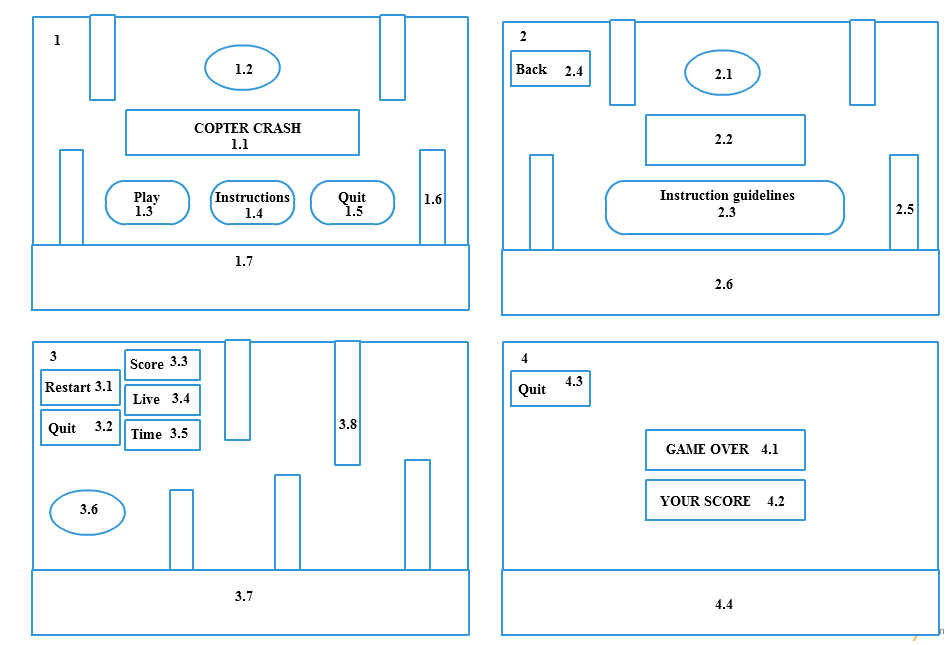 1
1.2
COPTER CRASH
1.1
Play
1.3
Instructions
1.4
Quit
1.5
1.6
1.7
2
Back 2.4
2.1
2.2
Instruction guidelines
2.3
2.5
2.6
3
Restart 3.1
Quit 3.2
Score 3.3
Live 3.4
Time 3.5
3.8
3.6
3.7
4
Quit 4.3
GAME OVER 4.1
YOUR SCORE 4.2
4.4